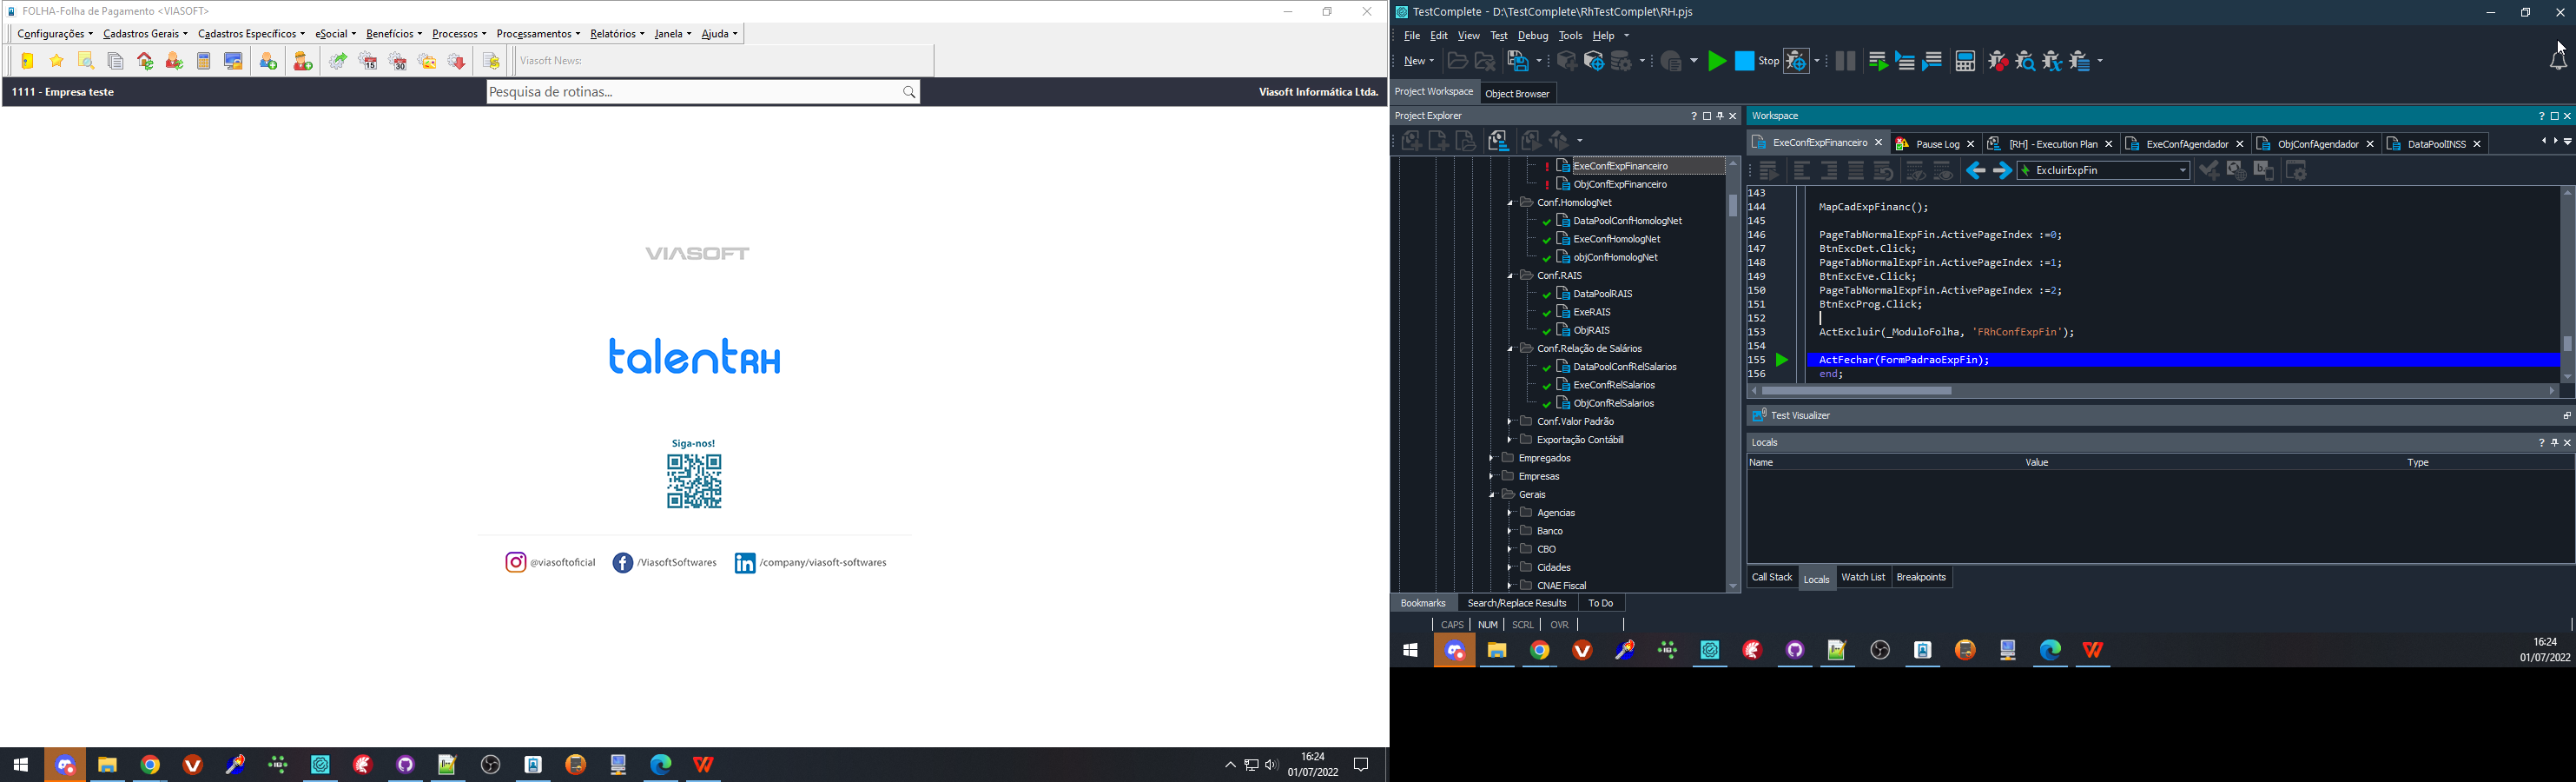 FOLHA-Folha de Pagamento <VIASOFT>
Configurações Cadastros Gerais Cadastros Específicos eSocial Benefícios Processos Processamentos Relatórios Janela Ajuda
Viasoft News:
1111 - Empresa teste
Pesquisa de rotinas...
Viasoft Informática Ltda.
VIASOFT
talentRH
Siga-nos!
@viasoftoficial /ViasoftSoftwares /company/viasoft-softwares
16:24
01/07/2022
TestComplete - D:\TestComplete\RhTestComplet\RH.pjs
File Edit View Test Debug Tools Help
New Stop
Project Workspace Object Browser
Project Explorer
ExeConfExpFinanceiro
ObjConfExpFinanceiro
Conf.HomologNet
DataPoolConfHomologNet
ExeConfHomologNet
objConfHomologNet
Conf.RAIS
DataPoolRAIS
ExeRAIS
ObjRAIS
Conf.Relação de Salários
DataPoolConfRelSalarios
ExeConfRelSalarios
ObjConfRelSalarios
Conf.Valor Padrão
Exportação Contábill
Empregados
Empresas
Gerais
Agencias
Banco
CBO
Cidades
CNAE Fiscal
Bookmarks Search/Replace Results To Do
CAPS NUM SCRL OVR
Workspace
ExeConfExpFinanceiro Pause Log [RH] - Execution Plan ExeConfAgendador ObjConfAgendador DataPoolINSS
ExcluirExpFin
143
144 MapCadExpFinanc();
145
146 PageTabNormalExpFin.ActivePageIndex :=0;
147 BtnExcDet.Click;
148 PageTabNormalExpFin.ActivePageIndex :=1;
149 BtnExcEve.Click;
150 PageTabNormalExpFin.ActivePageIndex :=2;
151 BtnExcProg.Click;
152
153 ActExcluir(_ModuloFolha, 'FRhConfExpFin');
154
155 ActFechar(FormPadraoExpFin);
156 end;
Test Visualizer
Locals
Name Value Type
Call Stack Locals Watch List Breakpoints
16:24
01/07/2022